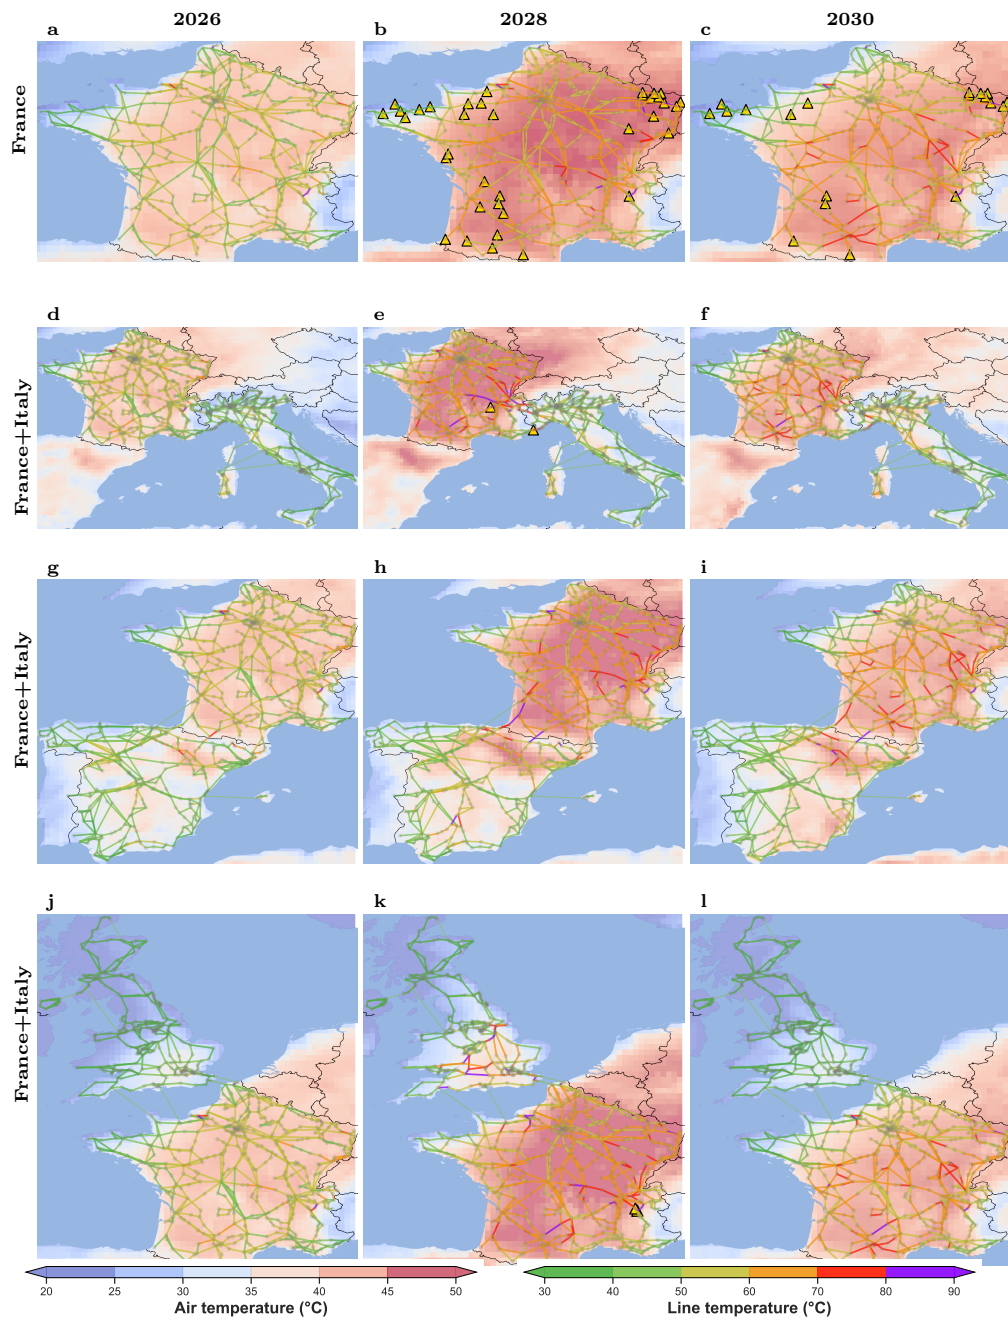 2026 2028 2030
a b c
France
d e f
France+Italy
g h i
France+Italy
j k l
France+Italy
20 25 30 35 40 45 50 30 40 50 60 70 80 90
Air temperature (°C) Line temperature (°C)